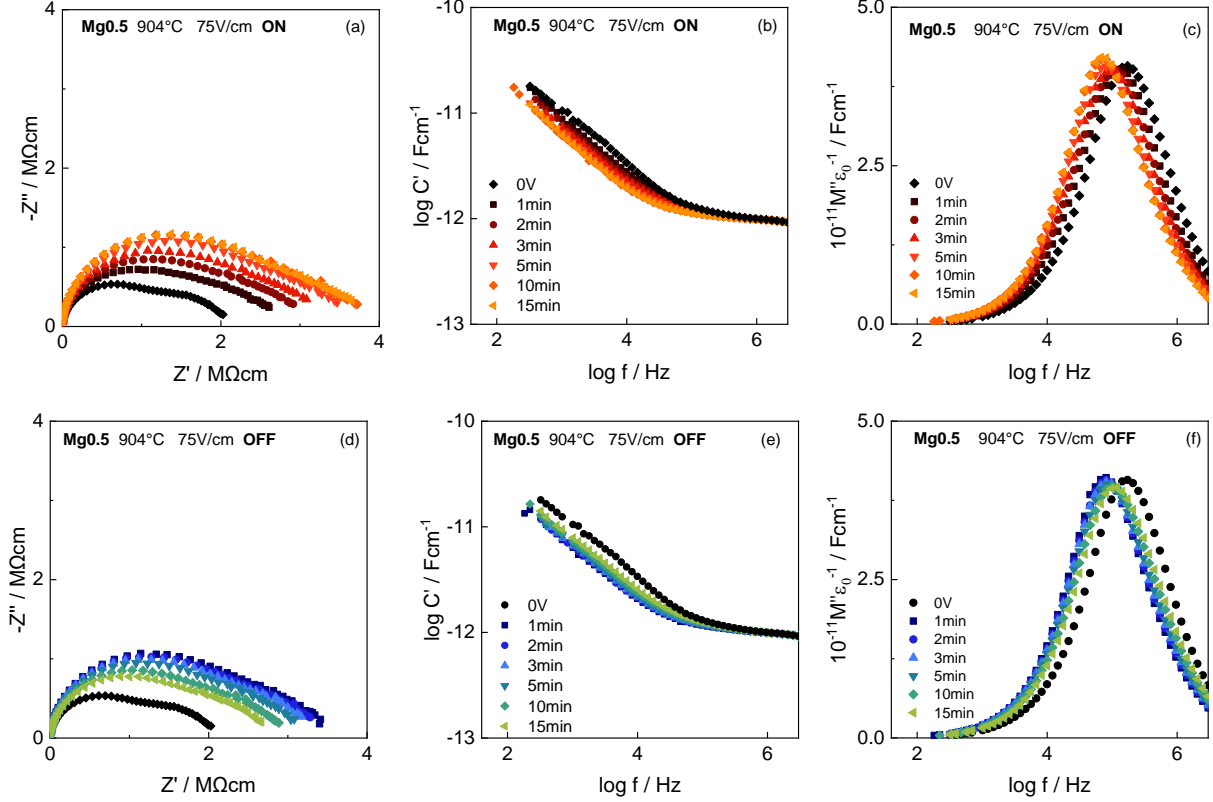 Mg0.5 904°C 75V/cm ON (a)
-Z'' / MΩcm
4
2
0
0 1 2 3 4
Z' / MΩcm
Mg0.5 904°C 75V/cm ON (b)
log C' / Fcm⁻¹
-10
-11
-12
-13
0V
1min
2min
3min
5min
10min
15min
2 4 6
log f / Hz
Mg0.5 904°C 75V/cm ON (c)
10⁻¹¹M''ε₀⁻¹ / Fcm⁻¹
5.0
2.5
0.0
0V
1min
2min
3min
5min
10min
15min
2 4 6
log f / Hz
Mg0.5 904°C 75V/cm OFF (d)
-Z'' / MΩcm
4
2
0
0 2 4
Z' / MΩcm
Mg0.5 904°C 75V/cm OFF (e)
log C' / Fcm⁻¹
-10
-11
-12
-13
0V
1min
2min
3min
5min
10min
15min
2 4 6
log f / Hz
Mg0.5 904°C 75V/cm OFF (f)
10⁻¹¹M''ε₀⁻¹ / Fcm⁻¹
5.0
2.5
0.0
0V
1min
2min
3min
5min
10min
15min
2 4 6
log f / Hz